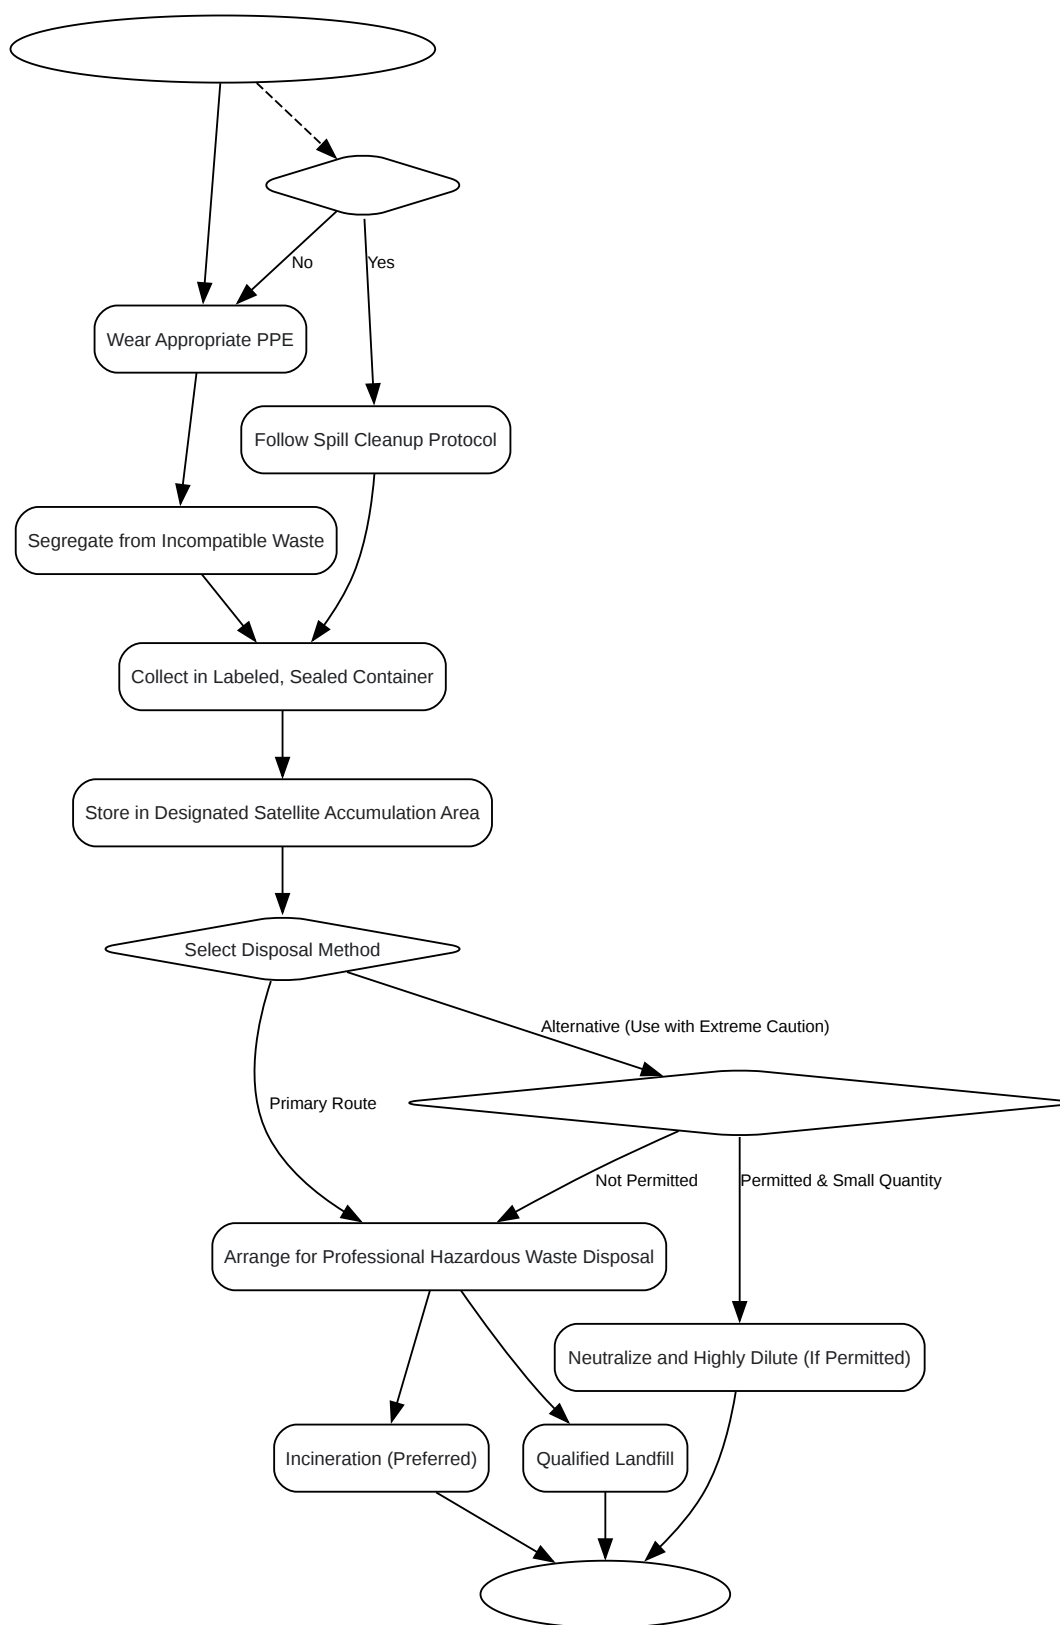 No
Yes
Wear Appropriate PPE
Follow Spill Cleanup Protocol
Segregate from Incompatible Waste
Collect in Labeled, Sealed Container
Store in Designated Satellite Accumulation Area
Select Disposal Method
Alternative (Use with Extreme Caution)
Primary Route
Not Permitted
Permitted & Small Quantity
Arrange for Professional Hazardous Waste Disposal
Neutralize and Highly Dilute (If Permitted)
Incineration (Preferred)
Qualified Landfill